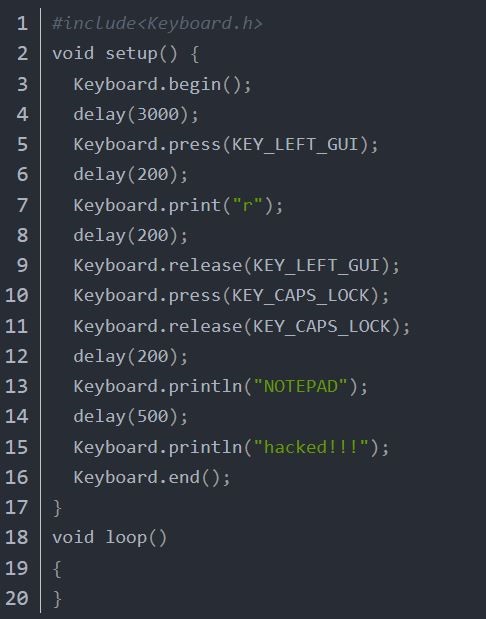 1 #include<Keyboard.h>
2 void setup() {
3   Keyboard.begin();
4   delay(3000);
5   Keyboard.press(KEY_LEFT_GUI);
6   delay(200);
7   Keyboard.print("r");
8   delay(200);
9   Keyboard.release(KEY_LEFT_GUI);
10   Keyboard.press(KEY_CAPS_LOCK);
11   Keyboard.release(KEY_CAPS_LOCK);
12   delay(200);
13   Keyboard.println("NOTEPAD");
14   delay(500);
15   Keyboard.println("hacked!!!");
16   Keyboard.end();
17 }
18 void loop()
19 {
20 }